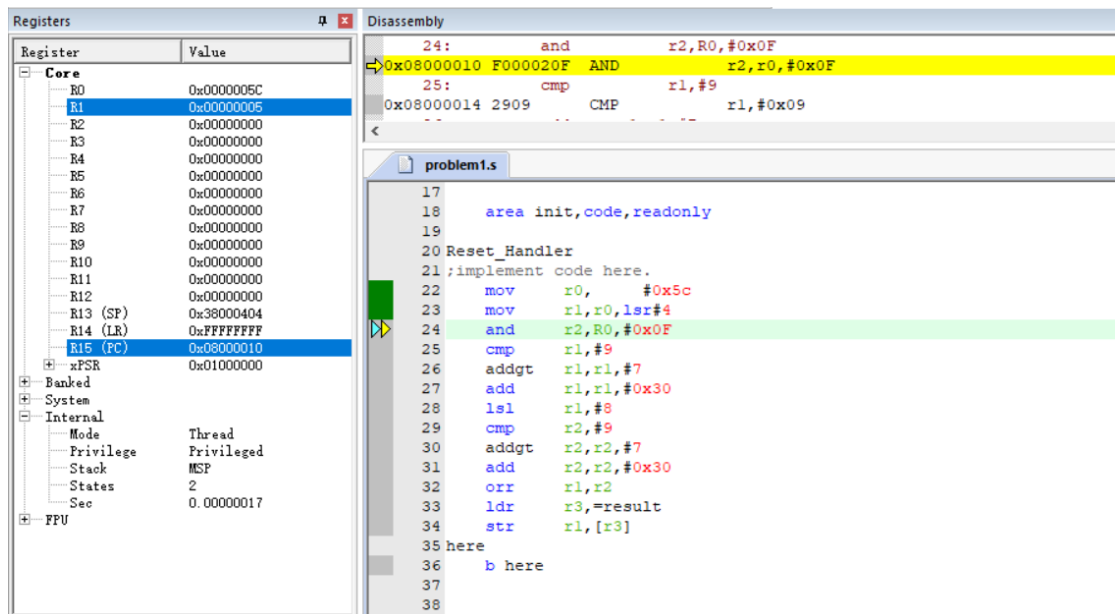 Registers
Register Value
Core
R0 0x0000005C
R1 0x00000005
R2 0x00000000
R3 0x00000000
R4 0x00000000
R5 0x00000000
R6 0x00000000
R7 0x00000000
R8 0x00000000
R9 0x00000000
R10 0x00000000
R11 0x00000000
R12 0x00000000
R13 (SP) 0x38000404
R14 (LR) 0xFFFFFFFF
R15 (PC) 0x08000010
xPSR 0x01000000
Banked
System
Internal
Mode Thread
Privilege Privileged
Stack MSP
States 2
Sec 0.00000017
FPU
Disassembly
24: and r2,R0,#0x0F
0x08000010 F000020F AND r2,r0,#0x0F
25: cmp r1,#9
0x08000014 2909 CMP r1,#0x09
problem1.s
17
18 area init,code,readonly
19
20 Reset_Handler
21 ;implement code here.
22 mov r0, #0x5c
23 mov r1,r0,lsr#4
24 and r2,R0,#0x0F
25 cmp r1,#9
26 addgt r1,r1,#7
27 add r1,r1,#0x30
28 lsl r1,#8
29 cmp r2,#9
30 addgt r2,r2,#7
31 add r2,r2,#0x30
32 orr r1,r2
33 ldr r3,=result
34 str r1,[r3]
35 here
36 b here
37
38